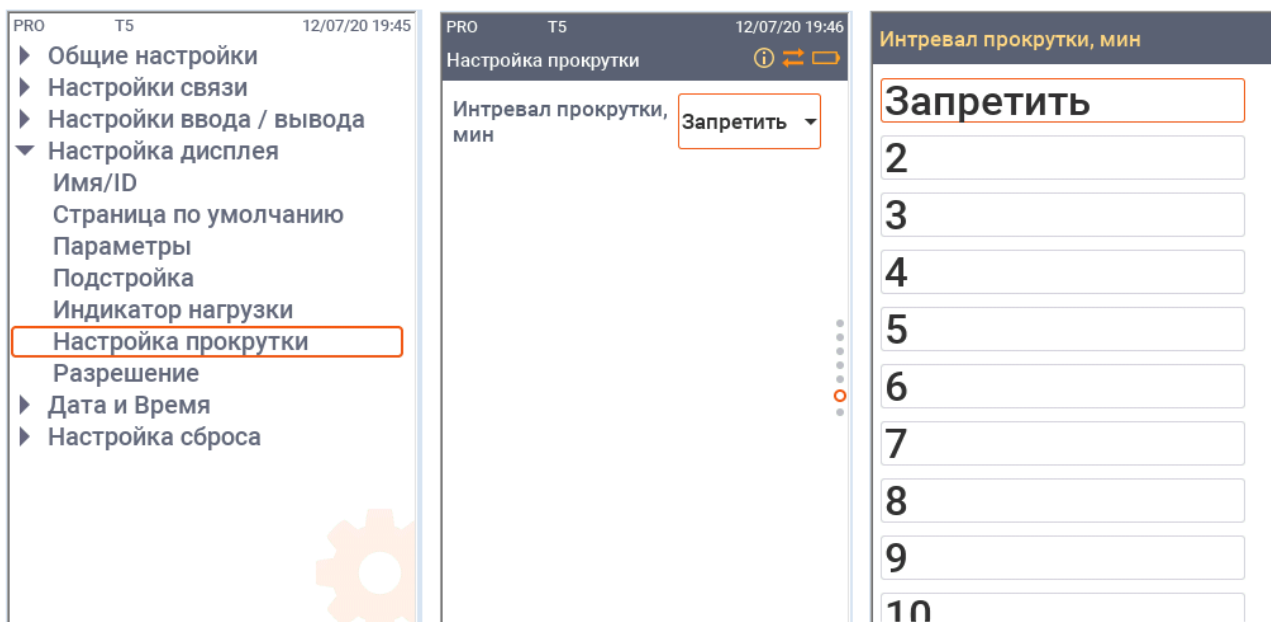 PRO T5 12/07/20 19:45
Общие настройки
Настройки связи
Настройки ввода / вывода
Настройка дисплея
Имя/ID
Страница по умолчанию
Параметры
Подстройка
Индикатор нагрузки
Настройка прокрутки
Разрешение
Дата и Время
Настройка сброса
PRO T5 12/07/20 19:46
Настройка прокрутки
Интревал прокрутки,
мин
Запретить
Интревал прокрутки, мин
Запретить
2
3
4
5
6
7
8
9
10